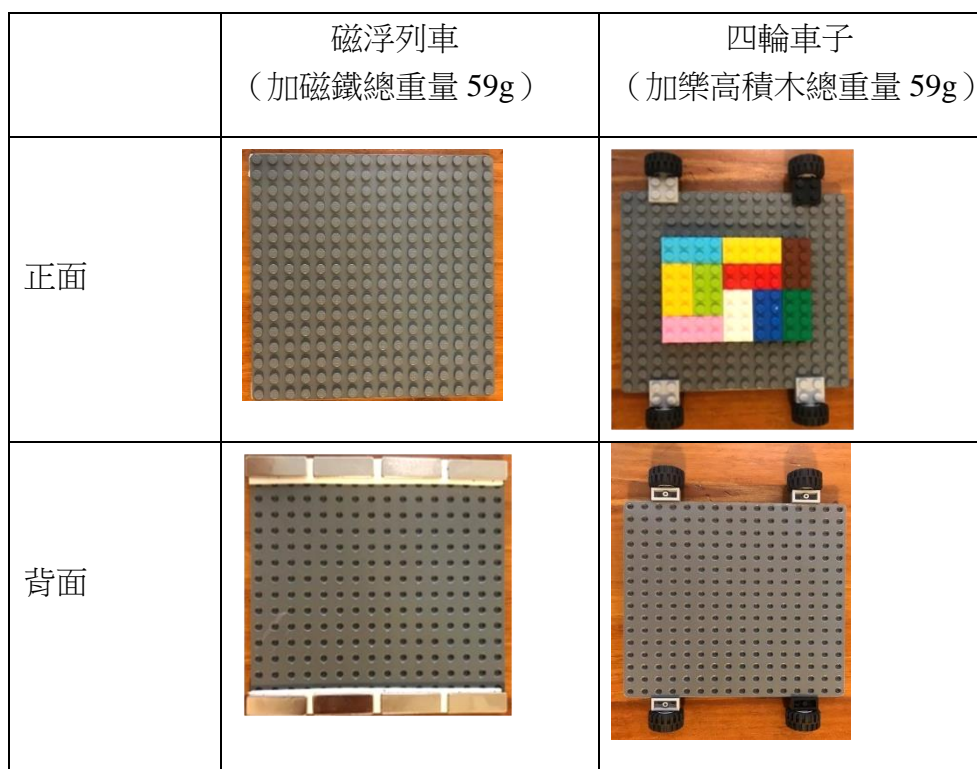 磁浮列車
（加磁鐵總重量 59g）
四輪車子
（加樂高積木總重量 59g）
正面
背面